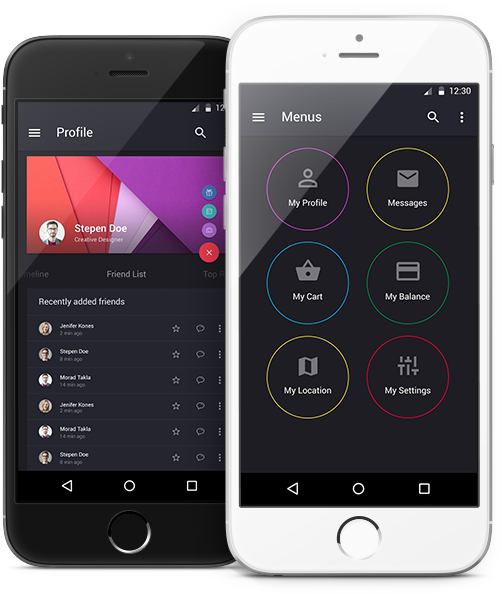 12
Profile
Stepen Doe
Creative Designer
meline
Friend List
Top R
Recently added friends
Jenifer Kones
2 min ago
Stepen Doe
8 min ago
Morad Takla
14 min ago
Jenifer Kones
2 min ago
Morad Takla
14 min ago
Stepen Doe
8 min ago
12:30
Menus
My Profile
Messages
My Cart
My Balance
My Location
My Settings